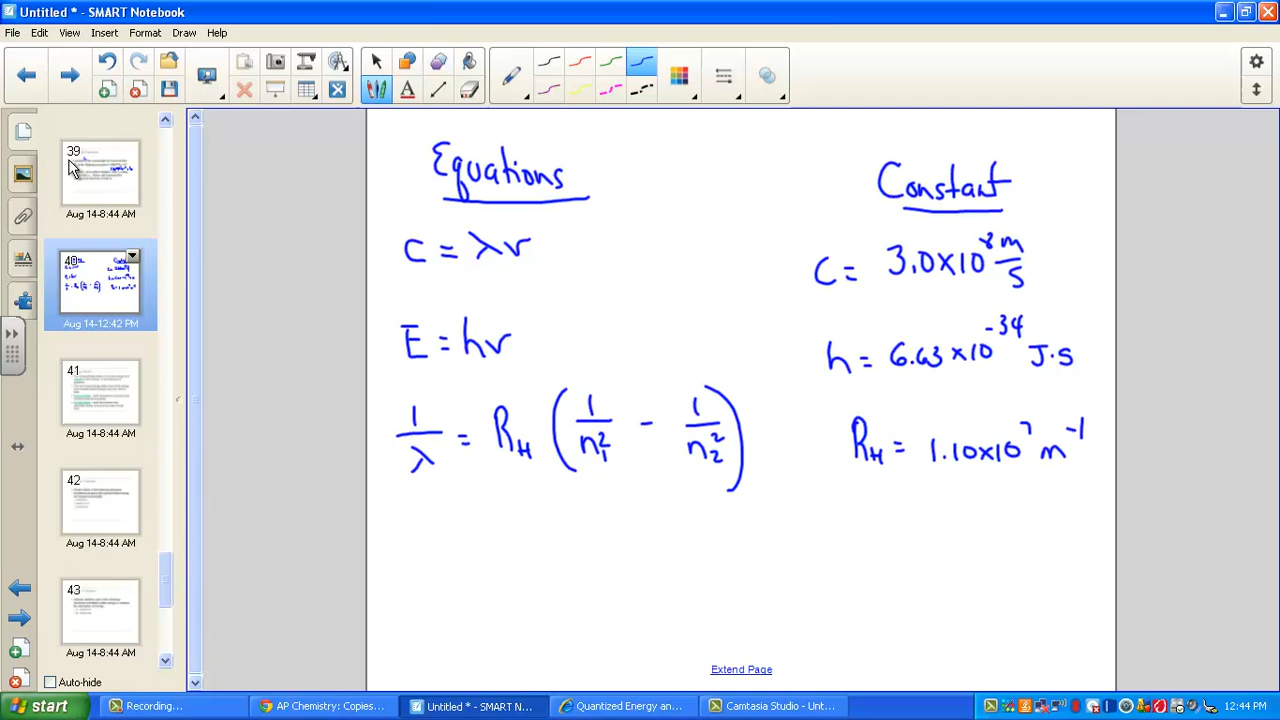 Untitled * - SMART Notebook
File Edit View Insert Format Draw Help
39
Aug 14-8:44 AM
40
Aug 14-12:42 PM
41
Aug 14-8:44 AM
42
Aug 14-8:44 AM
43
Aug 14-8:44 AM
Auto-hide
Equations
Constant
C = λν
C = 3.0x10⁸ m/s
E = hν
h = 6.63x10⁻³⁴ J·s
1/λ = R_H (1/n₁² - 1/n₂²)
R_H = 1.10x10⁷ m⁻¹
Extend Page
start
Recording...
AP Chemistry: Copies...
Untitled * - SMART N...
Quantized Energy an...
Camtasia Studio - Unt...
12:44 PM